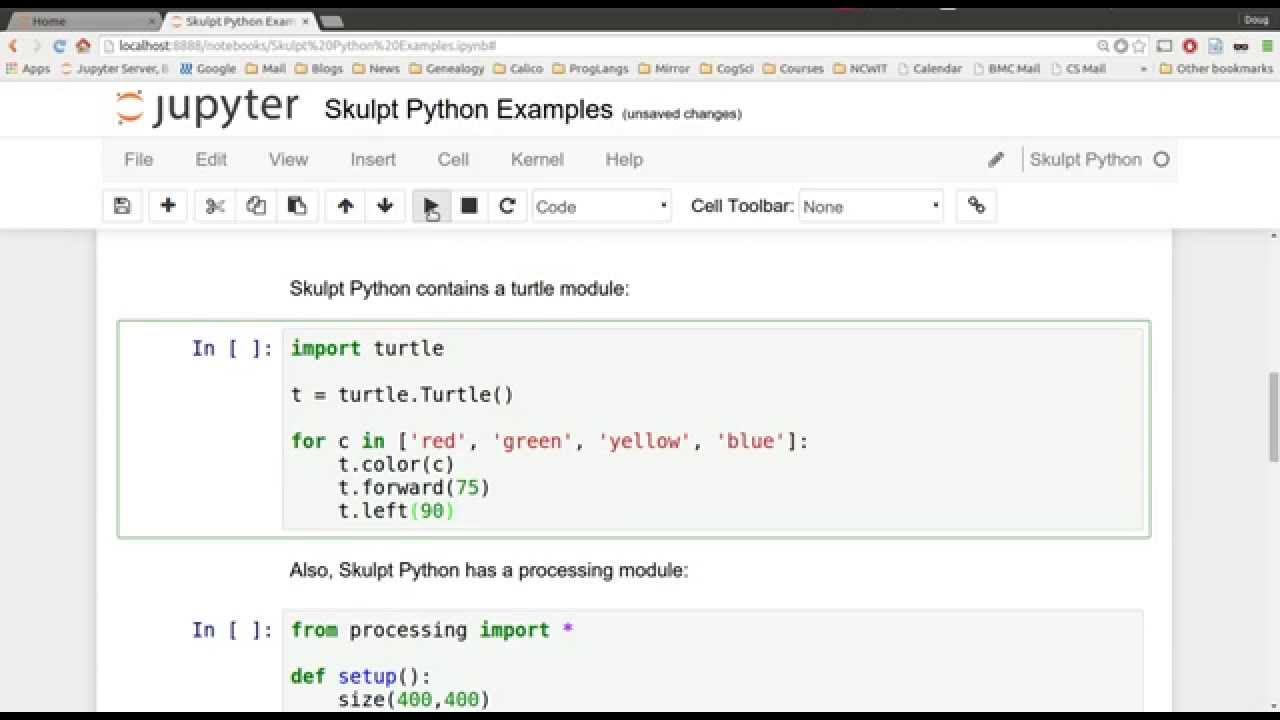 Home
Skulpt Python Exam
Doug
localhost:8888/notebooks/Skulpt%20Python%20Examples.ipynb#
Apps Jupyter Server, I Google Mail Blogs News Genealogy Calico ProgLangs Mirror CogSci Courses NCWIT Calendar BMC Mail CS Mail » Other bookmarks
jupyter Skulpt Python Examples (unsaved changes)
File Edit View Insert Cell Kernel Help Skulpt Python
Code Cell Toolbar: None
Skulpt Python contains a turtle module:
In [ ]: import turtle
t = turtle.Turtle()
for c in ['red', 'green', 'yellow', 'blue']:
    t.color(c)
    t.forward(75)
    t.left(90)
Also, Skulpt Python has a processing module:
In [ ]: from processing import *
def setup():
    size(400,400)